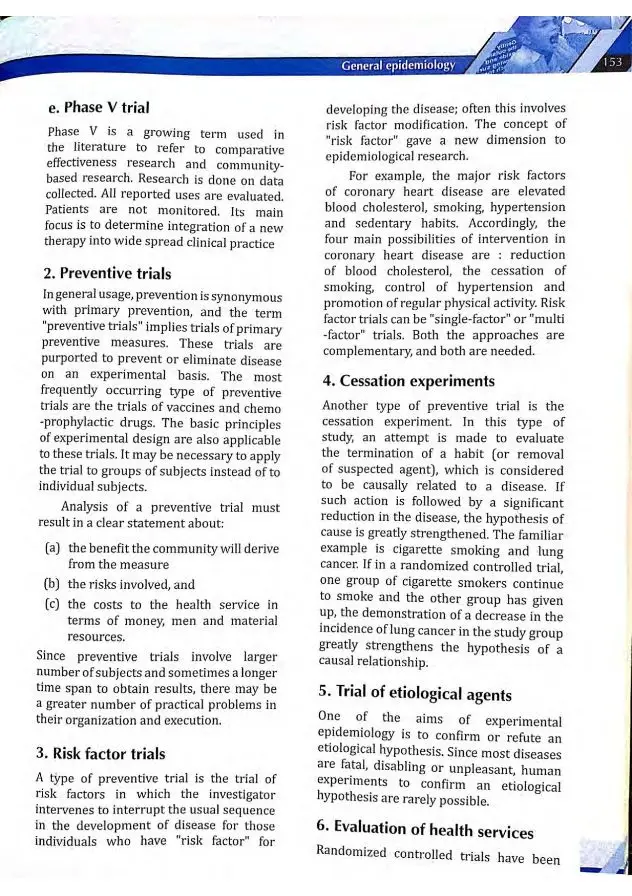 General epidemiology
153
e. Phase V trial
Phase V is a growing term used in
the literature to refer to comparative
effectiveness research and community-
based research. Research is done on data
collected. All reported uses are evaluated.
Patients are not monitored. Its main
focus is to determine integration of a new
therapy into wide spread clinical practice
2. Preventive trials
In general usage, prevention is synonymous
with primary prevention, and the term
"preventive trials" implies trials of primary
preventive measures. These trials are
purported to prevent or eliminate disease
on an experimental basis. The most
frequently occurring type of preventive
trials are the trials of vaccines and chemo
-prophylactic drugs. The basic principles
of experimental design are also applicable
to these trials. It may be necessary to apply
the trial to groups of subjects instead of to
individual subjects.
Analysis of a preventive trial must
result in a clear statement about:
(a) the benefit the community will derive
from the measure
(b) the risks involved, and
(c) the costs to the health service in
terms of money, men and material
resources.
Since preventive trials involve larger
number of subjects and sometimes a longer
time span to obtain results, there may be
a greater number of practical problems in
their organization and execution.
3. Risk factor trials
A type of preventive trial is the trial of
risk factors in which the investigator
intervenes to interrupt the usual sequence
in the development of disease for those
individuals who have "risk factor" for
developing the disease; often this involves
risk factor modification. The concept of
"risk factor" gave a new dimension to
epidemiological research.
For example, the major risk factors
of coronary heart disease are elevated
blood cholesterol, smoking, hypertension
and sedentary habits. Accordingly, the
four main possibilities of intervention in
coronary heart disease are : reduction
of blood cholesterol, the cessation of
smoking, control of hypertension and
promotion of regular physical activity. Risk
factor trials can be "single-factor" or "multi
-factor" trials. Both the approaches are
complementary, and both are needed.
4. Cessation experiments
Another type of preventive trial is the
cessation experiment. In this type of
study, an attempt is made to evaluate
the termination of a habit (or removal
of suspected agent), which is considered
to be causally related to a disease. If
such action is followed by a significant
reduction in the disease, the hypothesis of
cause is greatly strengthened. The familiar
example is cigarette smoking and lung
cancer. If in a randomized controlled trial,
one group of cigarette smokers continue
to smoke and the other group has given
up, the demonstration of a decrease in the
incidence of lung cancer in the study group
greatly strengthens the hypothesis of a
causal relationship.
5. Trial of etiological agents
One of the aims of experimental
epidemiology is to confirm or refute an
etiological hypothesis. Since most diseases
are fatal, disabling or unpleasant, human
experiments to confirm an etiological
hypothesis are rarely possible.
6. Evaluation of health services
Randomized controlled trials have been